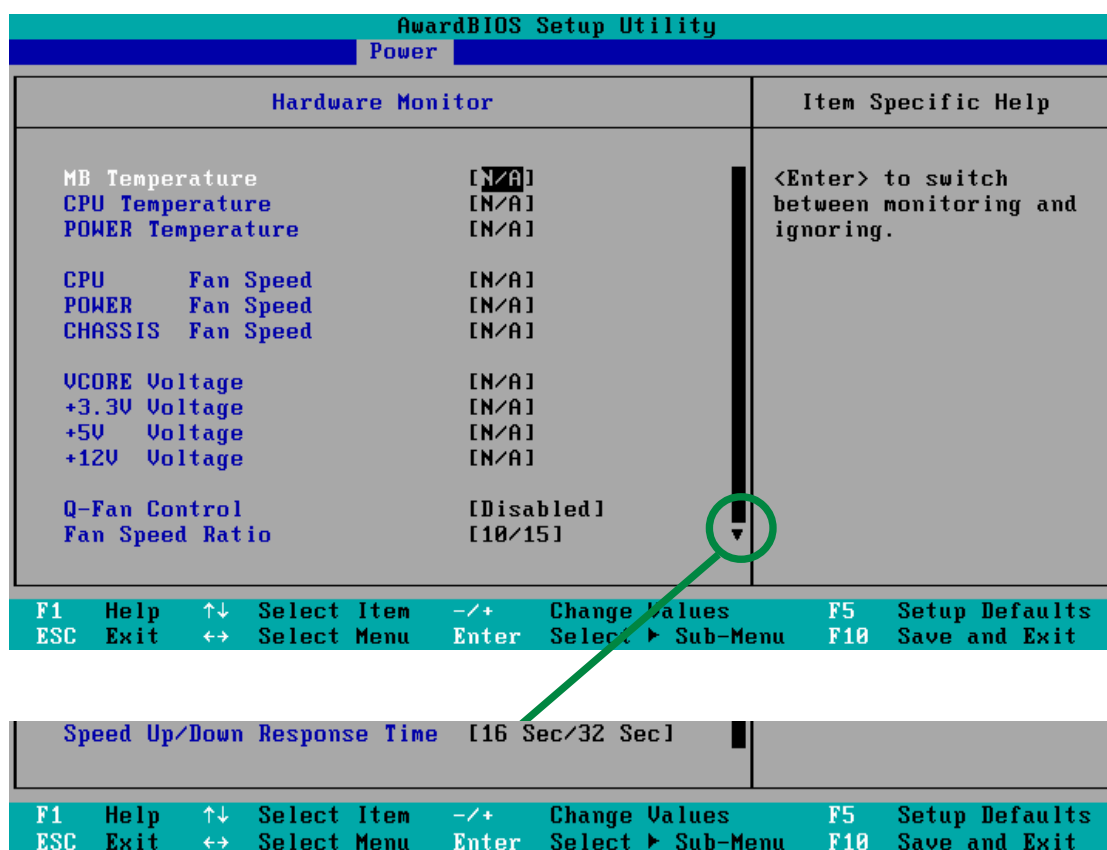 AwardBIOS Setup Utility
Power
Hardware Monitor
Item Specific Help
MB Temperature [N/A]
CPU Temperature [N/A]
POWER Temperature [N/A]
CPU Fan Speed [N/A]
POWER Fan Speed [N/A]
CHASSIS Fan Speed [N/A]
VCORE Voltage [N/A]
+3.3V Voltage [N/A]
+5V Voltage [N/A]
+12V Voltage [N/A]
Q-Fan Control [Disabled]
Fan Speed Ratio [10/15] ▼
<Enter> to switch
between monitoring and
ignoring.
F1 Help ↑↓ Select Item -/+ Change Values F5 Setup Defaults
ESC Exit ↔ Select Menu Enter Select ► Sub-Menu F10 Save and Exit
Speed Up/Down Response Time [16 Sec/32 Sec]
F1 Help ↑↓ Select Item -/+ Change Values F5 Setup Defaults
ESC Exit ↔ Select Menu Enter Select ► Sub-Menu F10 Save and Exit